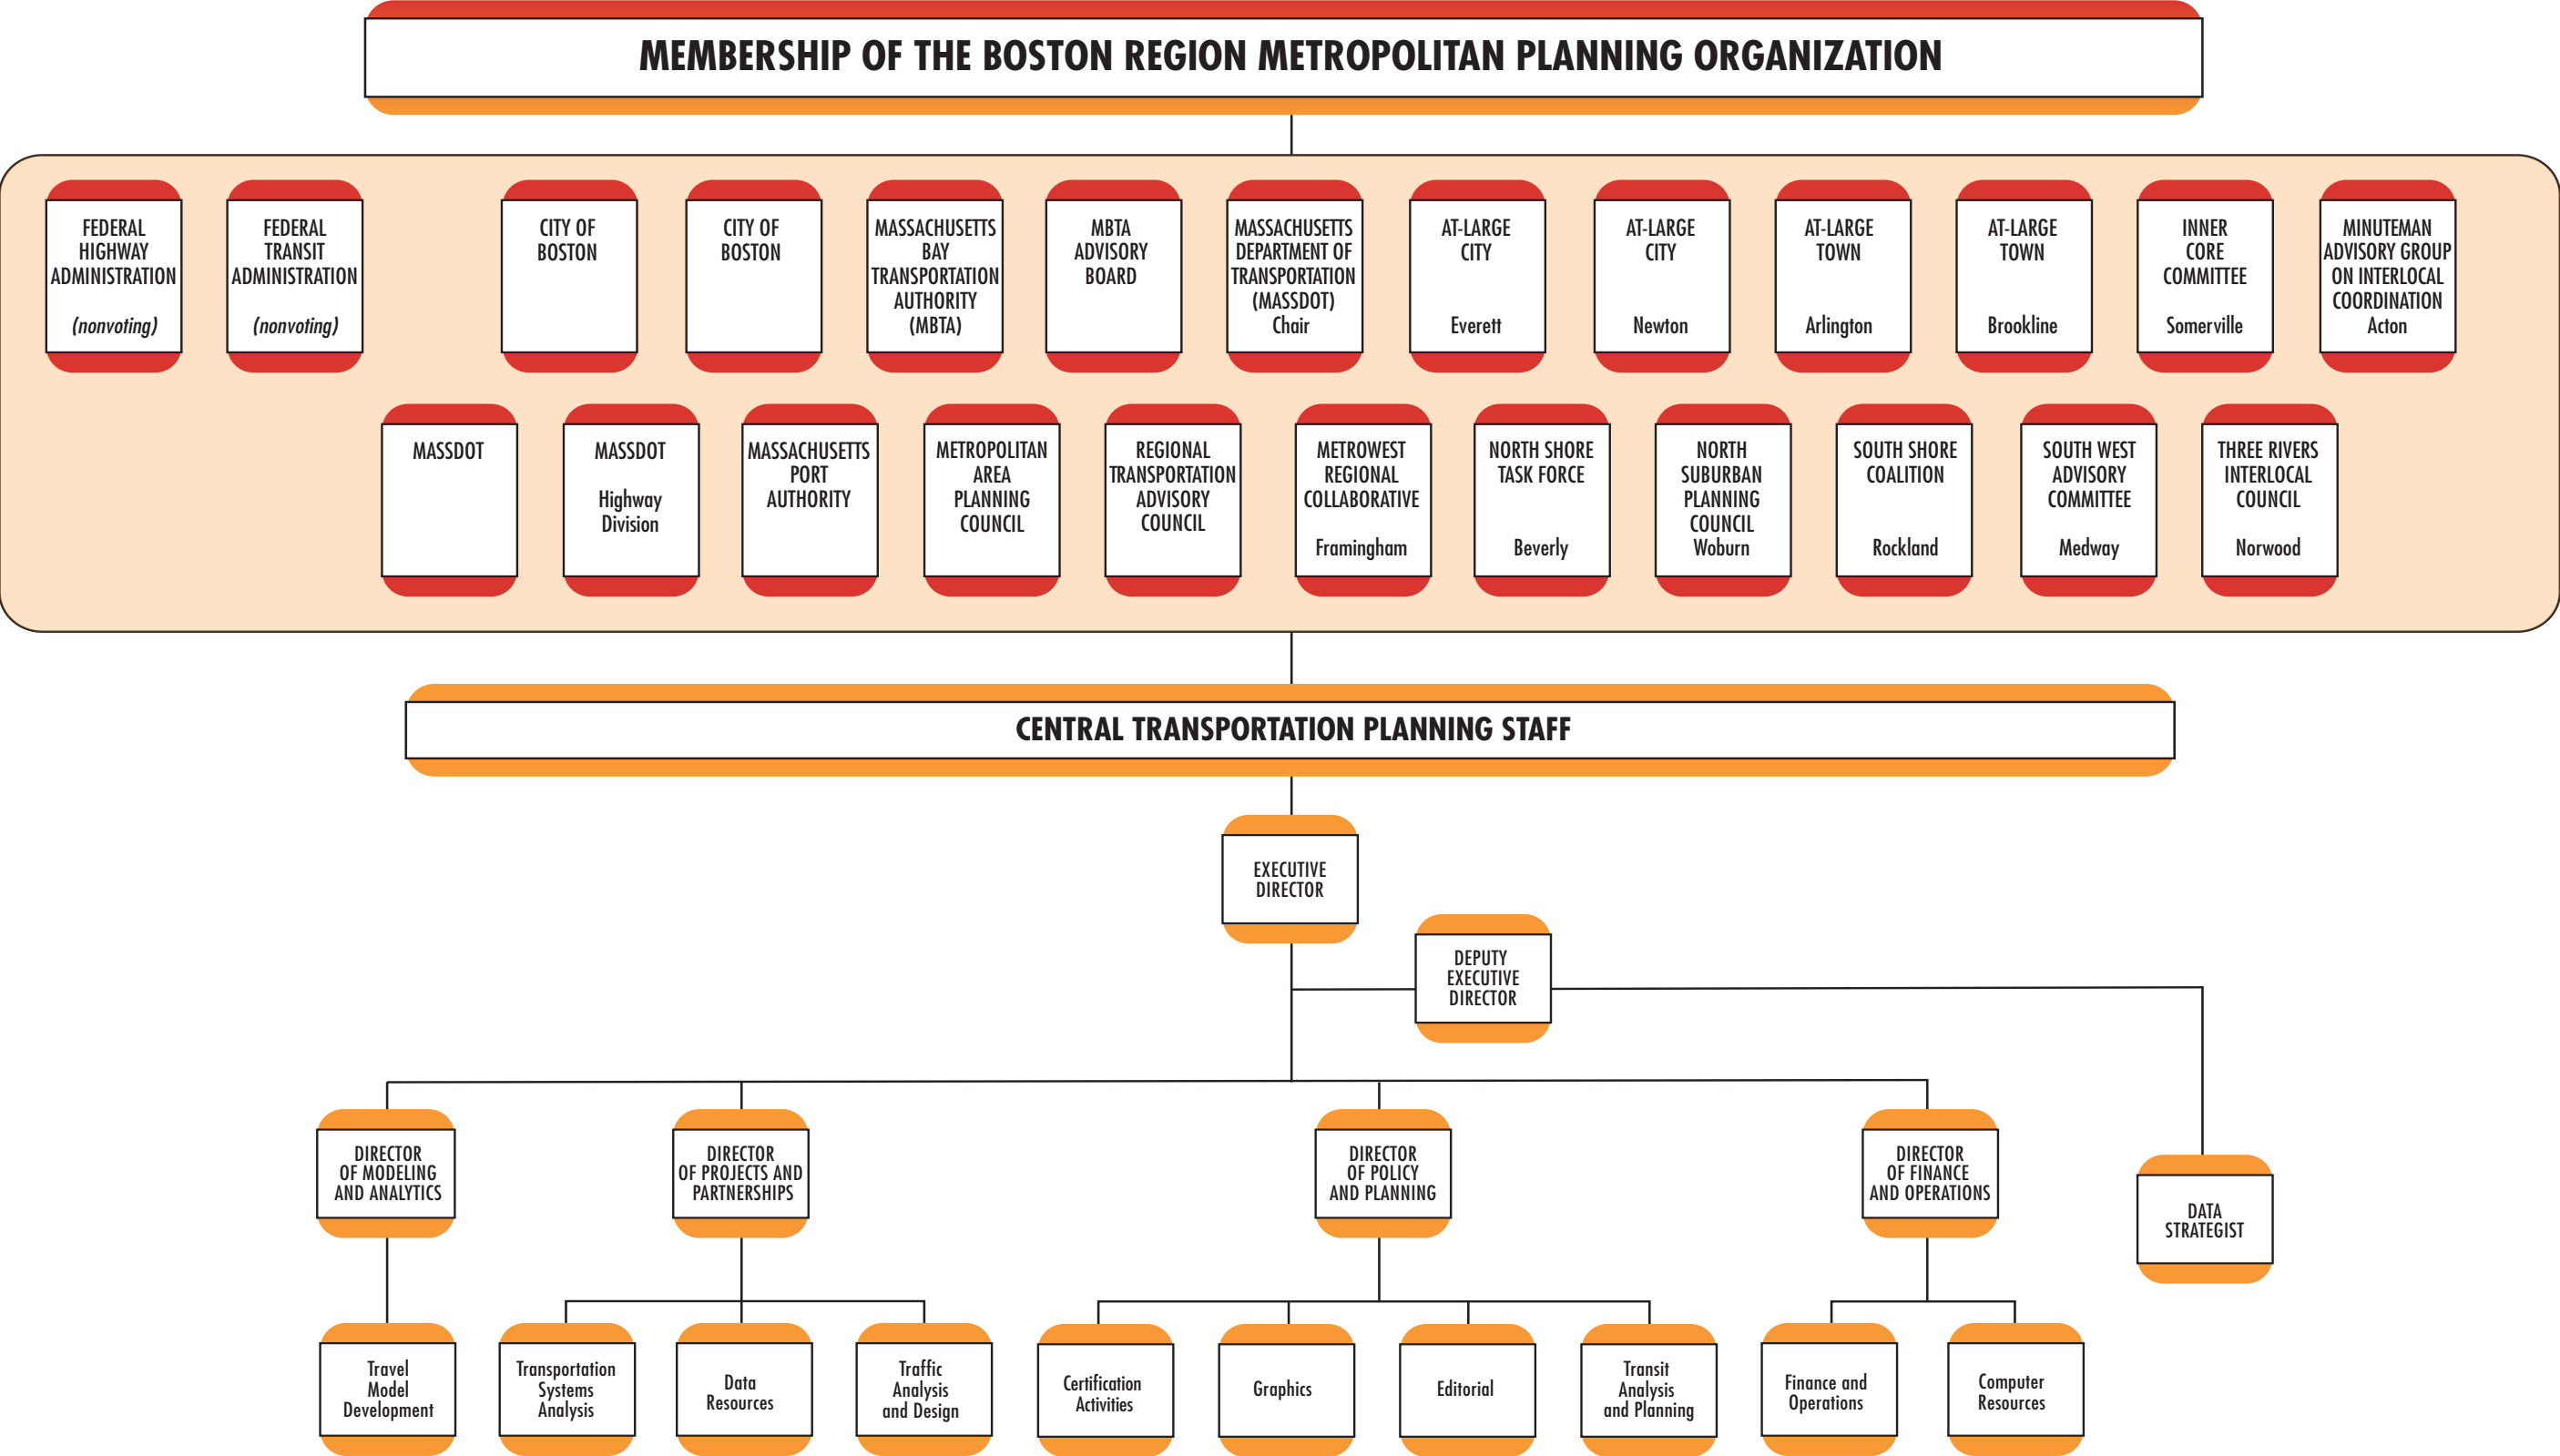 MEMBERSHIP OF THE BOSTON REGION METROPOLITAN PLANNING ORGANIZATION
FEDERAL
HIGHWAY
ADMINISTRATION
(nonvoting)
FEDERAL
TRANSIT
ADMINISTRATION
(nonvoting)
CITY OF
BOSTON
CITY OF
BOSTON
MASSACHUSETTS
BAY
TRANSPORTATION
AUTHORITY
(MBTA)
MBTA
ADVISORY
BOARD
MASSACHUSETTS
DEPARTMENT OF
TRANSPORTATION
(MASSDOT)
Chair
AT-LARGE
CITY
Everett
AT-LARGE
CITY
Newton
AT-LARGE
TOWN
Arlington
AT-LARGE
TOWN
Brookline
INNER
CORE
COMMITTEE
Somerville
MINUTEMAN
ADVISORY GROUP
ON INTERLOCAL
COORDINATION
Acton
MASSDOT
MASSDOT
Highway
Division
MASSACHUSETTS
PORT
AUTHORITY
METROPOLITAN
AREA
PLANNING
COUNCIL
REGIONAL
TRANSPORTATION
ADVISORY
COUNCIL
METROWEST
REGIONAL
COLLABORATIVE
Framingham
NORTH SHORE
TASK FORCE
Beverly
NORTH
SUBURBAN
PLANNING
COUNCIL
Woburn
SOUTH SHORE
COALITION
Rockland
SOUTH WEST
ADVISORY
COMMITTEE
Medway
THREE RIVERS
INTERLOCAL
COUNCIL
Norwood
CENTRAL TRANSPORTATION PLANNING STAFF
EXECUTIVE
DIRECTOR
DEPUTY
EXECUTIVE
DIRECTOR
DIRECTOR
OF MODELING
AND ANALYTICS
DIRECTOR
OF PROJECTS AND
PARTNERSHIPS
DIRECTOR
OF POLICY
AND PLANNING
DIRECTOR
OF FINANCE
AND OPERATIONS
DATA
STRATEGIST
Travel
Model
Development
Transportation
Systems
Analysis
Data
Resources
Traffic
Analysis
and Design
Certification
Activities
Graphics
Editorial
Transit
Analysis
and Planning
Finance and
Operations
Computer
Resources